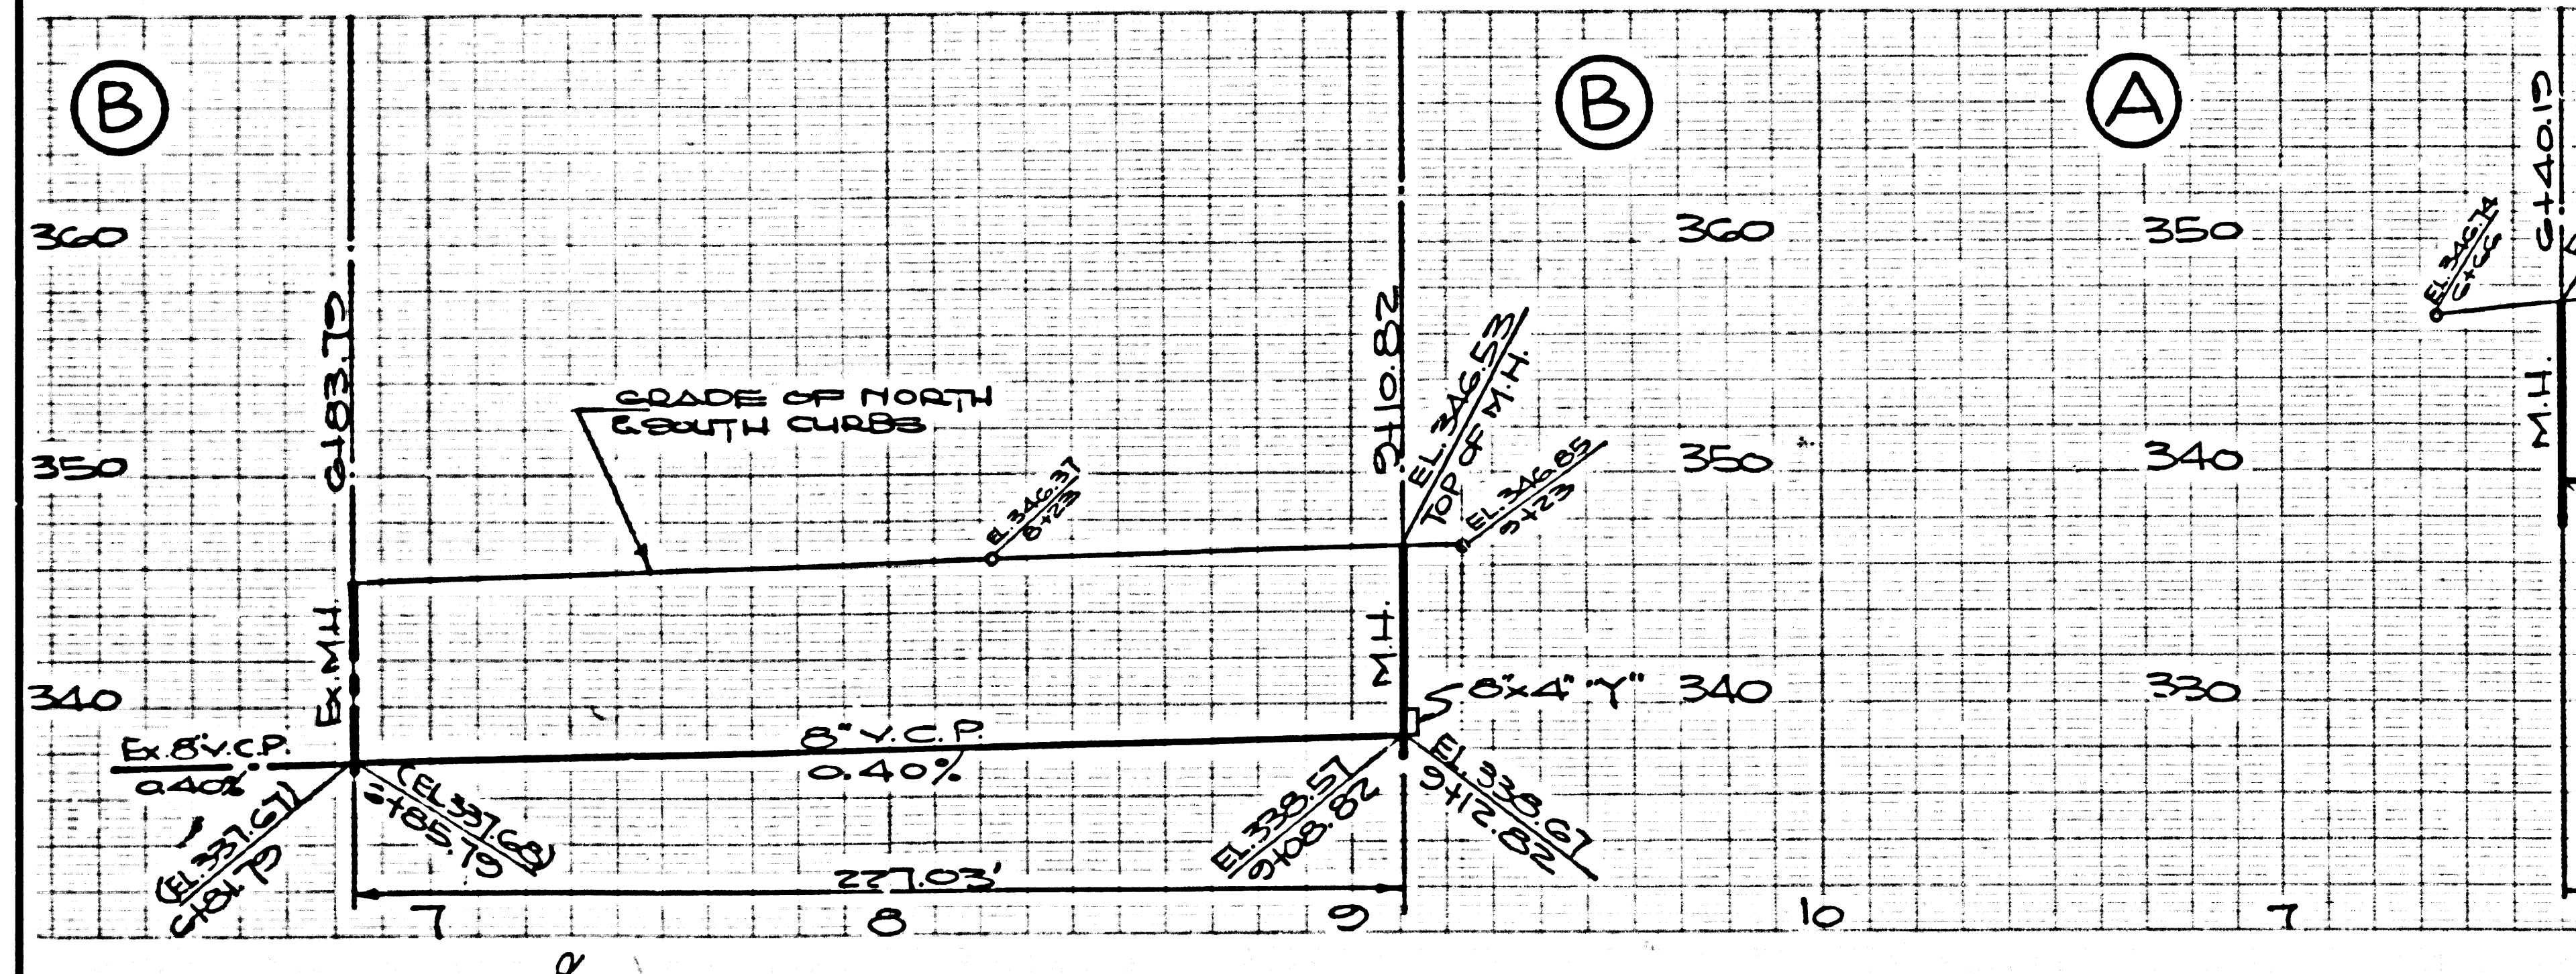 B
B
A
360
360
350
350
350
340
340
340
330
6+83.79
Ex. M.H.
GRADE OF NORTH
& SOUTH CURBS
EL. 346.37
8+23
9+10.82
EL. 346.53
TOP OF M.H.
EL. 346.85
9+23
M.H.
8"x4" "Y"
EL. 346.74
6+66
6+40.19
M.H.
Ex. 8" V.C.P.
0.40%
8" V.C.P.
0.40%
(EL. 337.67)
6+81.79
(EL 337.68)
6+85.79
EL. 338.57
9+08.82
EL. 338.67
9+12.82
227.03'
7
8
9
10
7